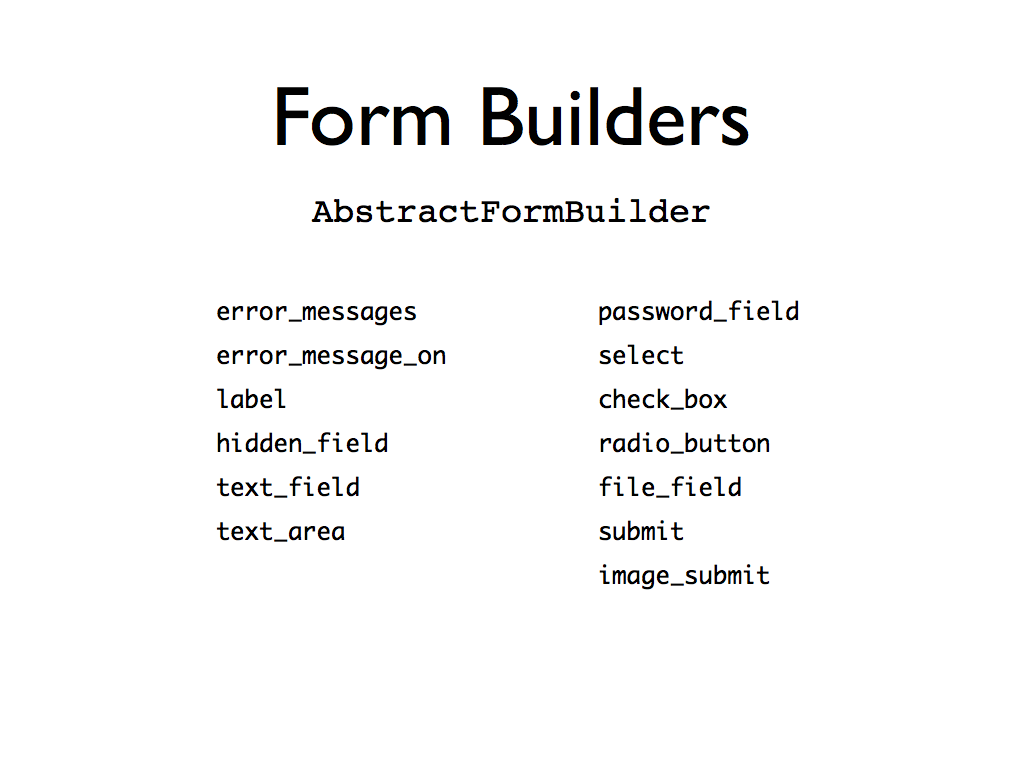 Form Builders
AbstractFormBuilder
error_messages
error_message_on
label
hidden_field
text_field
text_area
password_field
select
check_box
radio_button
file_field
submit
image_submit